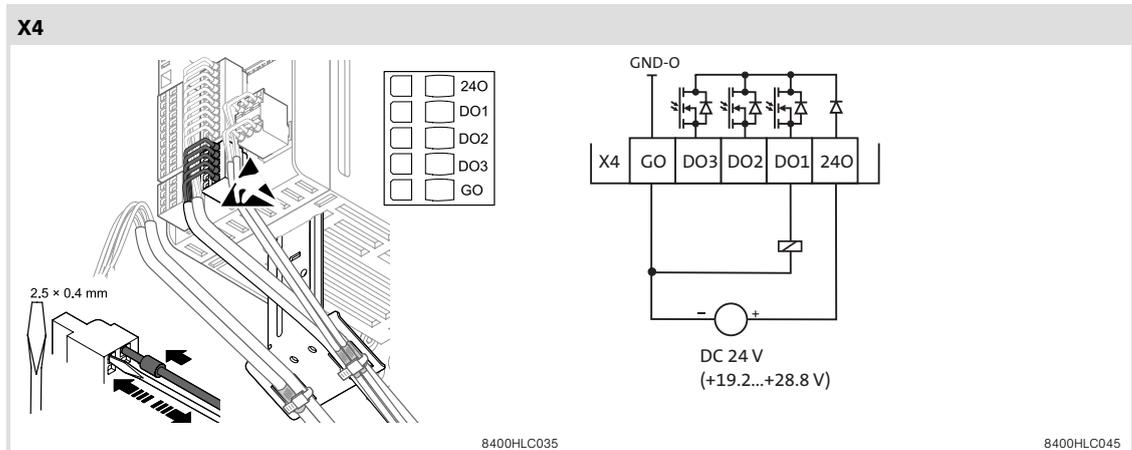 X4
24O
DO1
DO2
DO3
GO
2.5 × 0.4 mm
8400HLC035
GND-O
X4 GO DO3 DO2 DO1 24O
– +
DC 24 V
(+19.2...+28.8 V)
8400HLC045